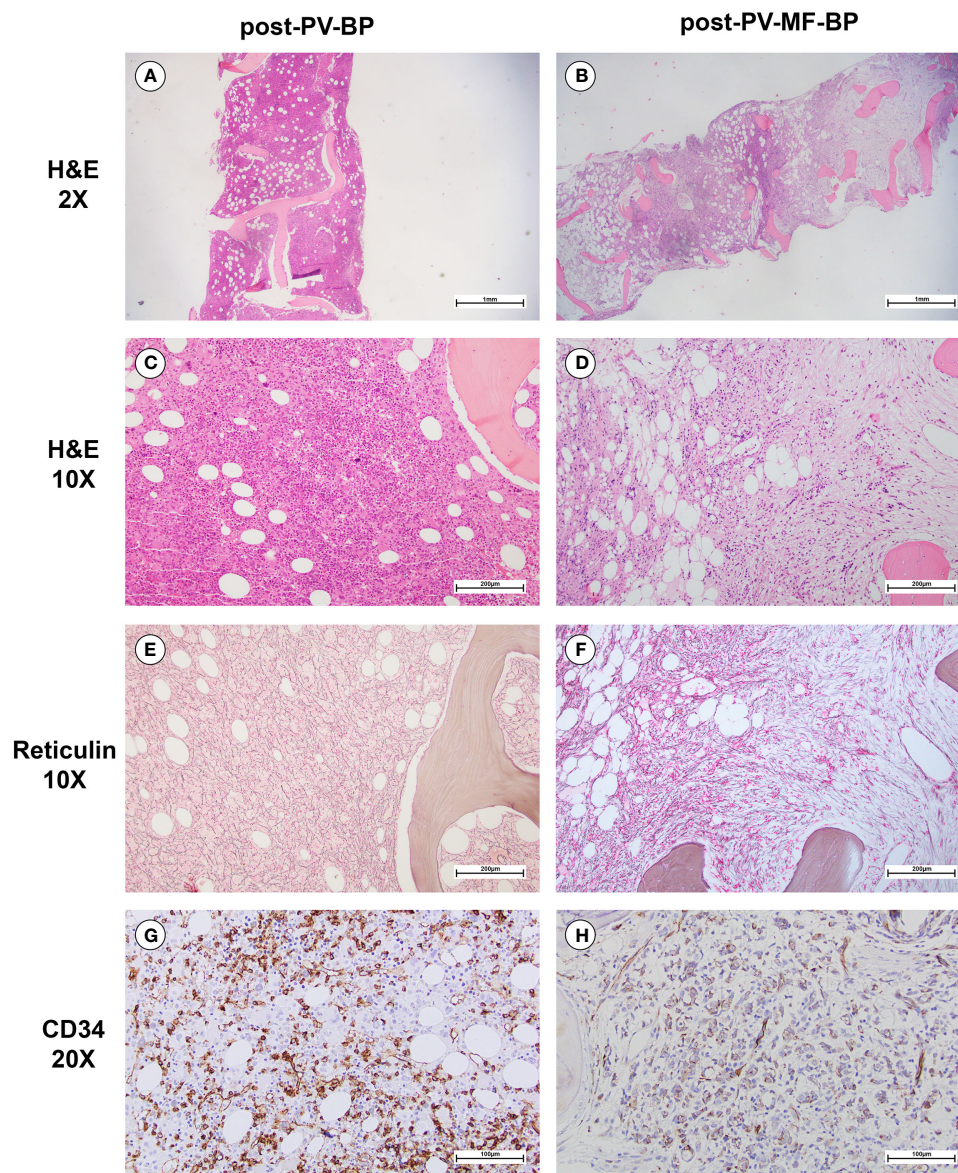 post-PV-BP
post-PV-MF-BP
H&E
2X
A
1mm
B
1mm
H&E
10X
C
200µm
D
200µm
Reticulin
10X
E
200µm
F
200µm
CD34
20X
G
100µm
H
100µm